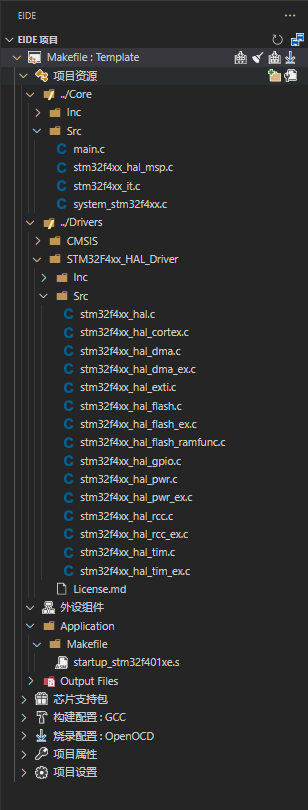 EIDE
EIDE 项目
Makefile : Template
项目资源
../Core
Inc
Src
main.c
stm32f4xx_hal_msp.c
stm32f4xx_it.c
system_stm32f4xx.c
../Drivers
CMSIS
STM32F4xx_HAL_Driver
Inc
Src
stm32f4xx_hal.c
stm32f4xx_hal_cortex.c
stm32f4xx_hal_dma.c
stm32f4xx_hal_dma_ex.c
stm32f4xx_hal_exti.c
stm32f4xx_hal_flash.c
stm32f4xx_hal_flash_ex.c
stm32f4xx_hal_flash_ramfunc.c
stm32f4xx_hal_gpio.c
stm32f4xx_hal_pwr.c
stm32f4xx_hal_pwr_ex.c
stm32f4xx_hal_rcc.c
stm32f4xx_hal_rcc_ex.c
stm32f4xx_hal_tim.c
stm32f4xx_hal_tim_ex.c
License.md
外设组件
Application
Makefile
startup_stm32f401xe.s
Output Files
芯片支持包
构建配置 : GCC
烧录配置 : OpenOCD
项目属性
项目设置